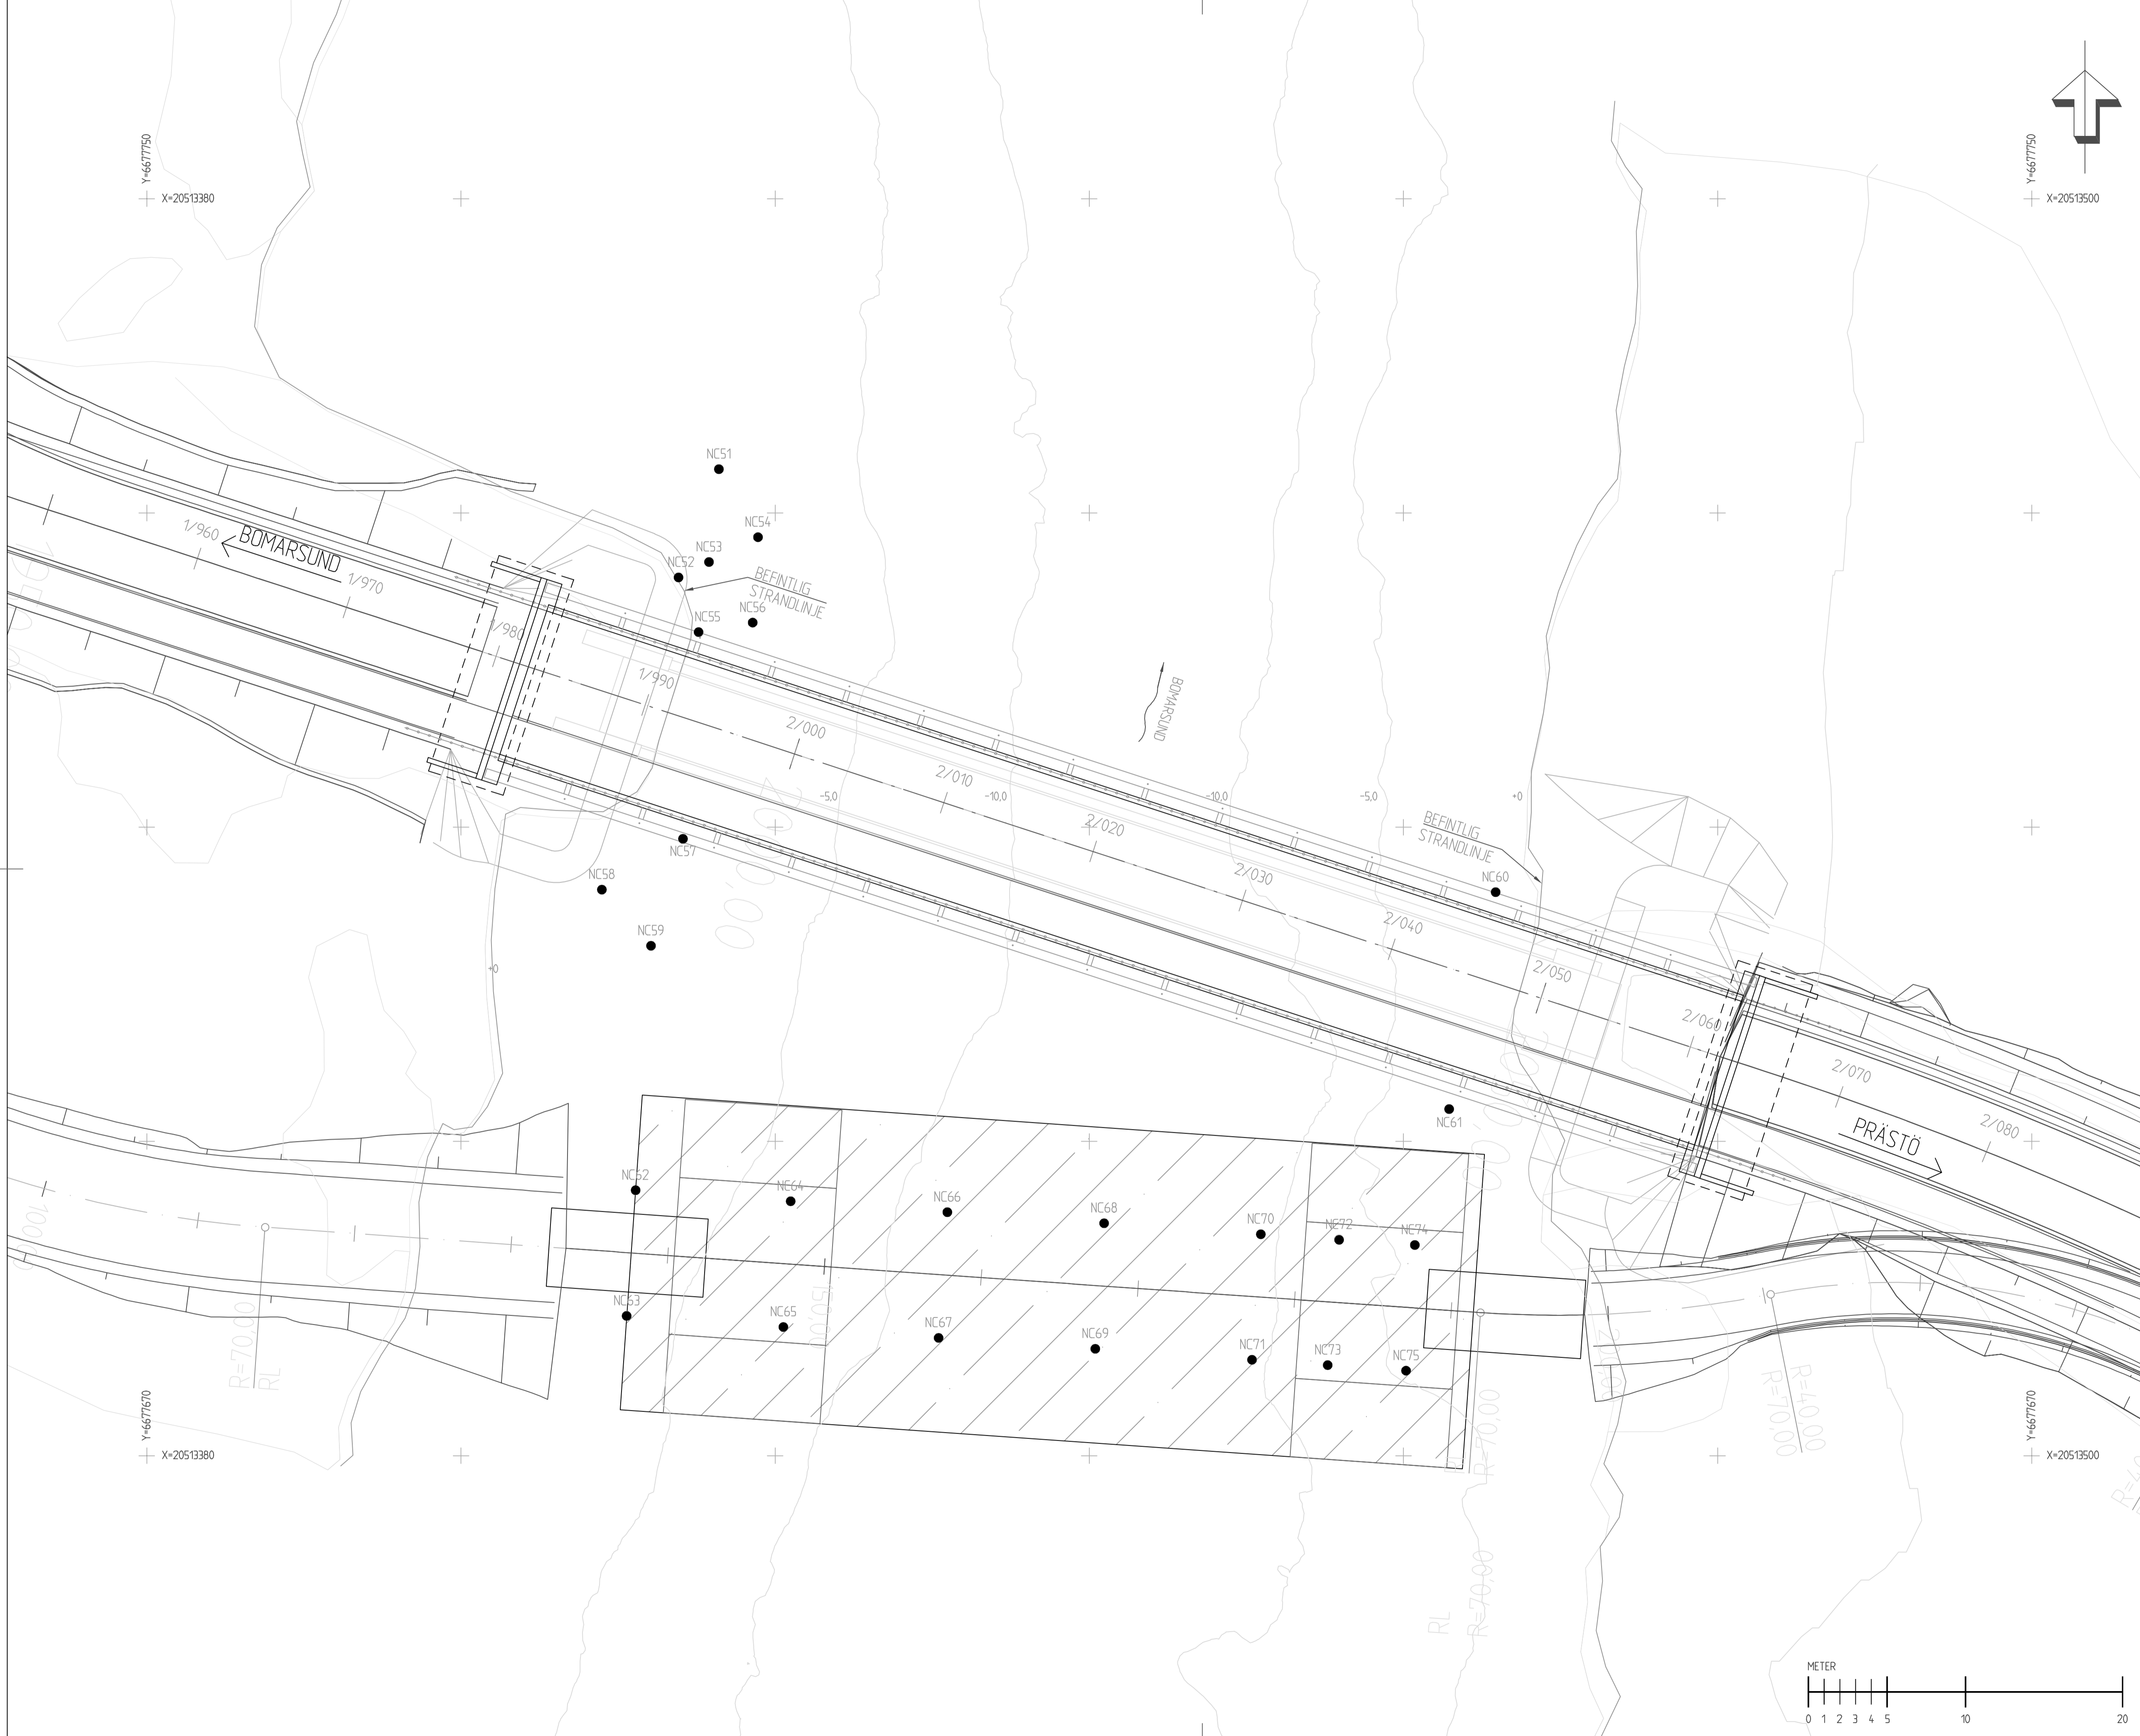 Y=6677750
X=20513380
Y=6677750
X=20513500
NC51
NC54
NC53
NC52
BEFINTLIG
STRANDLINJE
NC56
NC55
1/960
BOMARSUND
1/970
1/980
1/990
2/000
2/010
2/020
2/030
2/040
2/050
2/060
2/070
2/080
BOMARSUND
-5,0
-10,0
-10,0
-5,0
+0
BEFINTLIG
STRANDLINJE
NC60
NC57
NC58
NC59
+0
NC61
PRÄSTÖ
NC62
NC64
NC66
NC68
NC70
NC72
NC74
NC63
NC65
NC67
NC69
NC71
NC73
NC75
R=70,00
RL
R=70,00
RL
R=70,00
R=70,00
R=40,00
Y=6677670
X=20513380
Y=6677670
X=20513500
METER
0 1 2 3 4 5 10 20